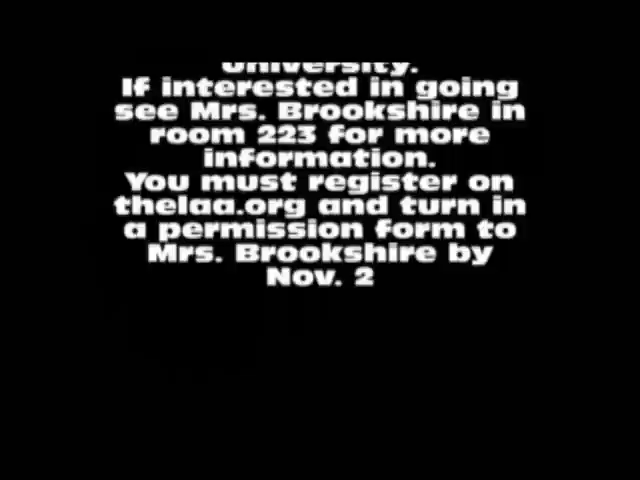 University.
If interested in going
see Mrs. Brookshire in
room 223 for more
information.
You must register on
thelaa.org and turn in
a permission form to
Mrs. Brookshire by
Nov. 2